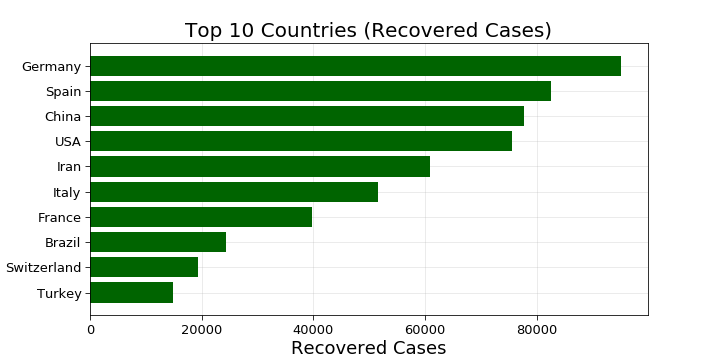 Top 10 Countries (Recovered Cases)
Germany
Spain
China
USA
Iran
Italy
France
Brazil
Switzerland
Turkey
0 20000 40000 60000 80000
Recovered Cases